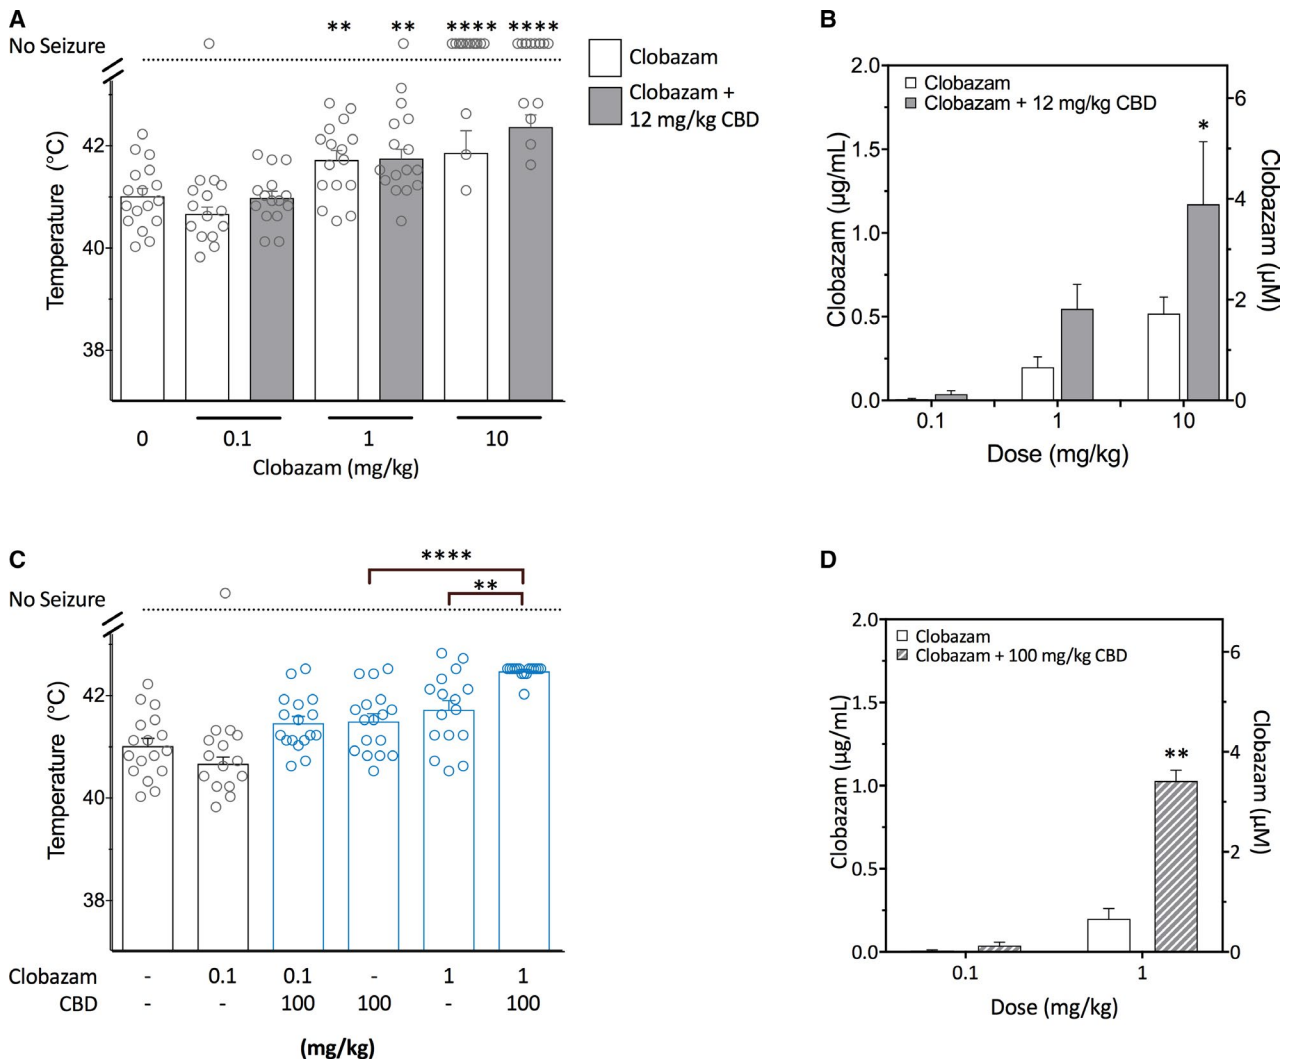 A
No Seizure
** ** **** ****
Temperature (°C)
42
40
38
0 0.1 1 10
Clobazam (mg/kg)
Clobazam
Clobazam +
12 mg/kg CBD
B
Clobazam
Clobazam + 12 mg/kg CBD
*
Clobazam (µg/mL)
2.0
1.5
1.0
0.5
0.0
Clobazam (µM)
6
4
2
0
0.1 1 10
Dose (mg/kg)
C
****
**
No Seizure
Temperature (°C)
42
40
38
Clobazam - 0.1 0.1 - 1 1
CBD - - 100 100 - 100
(mg/kg)
D
Clobazam
Clobazam + 100 mg/kg CBD
**
Clobazam (µg/mL)
2.0
1.5
1.0
0.5
0.0
Clobazam (µM)
6
4
2
0
0.1 1
Dose (mg/kg)